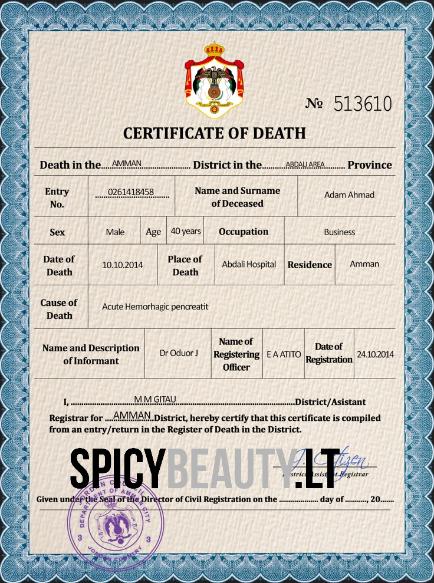 № 513610
CERTIFICATE OF DEATH
Death in the AMMAN District in the ABDALI AREA Province
Entry No. 0261418458 Name and Surname of Deceased Adam Ahmad
Sex Male Age 40 years Occupation Business
Date of Death 10.10.2014 Place of Death Abdali Hospital Residence Amman
Cause of Death Acute Hemorhagic pencreatit
Name and Description of Informant Dr Oduor J Name of Registering Officer E A ATITO Date of Registration 24.10.2014
I, M M GITAU District/Asistant
Registrar for AMMAN District, hereby certify that this certificate is compiled
from an entry/return in the Register of Death in the District.
SPICYBEAUTY.LT
District/Assistant Registrar
Given under the Seal of the Director of Civil Registration on the ............... day of ..........., 20......